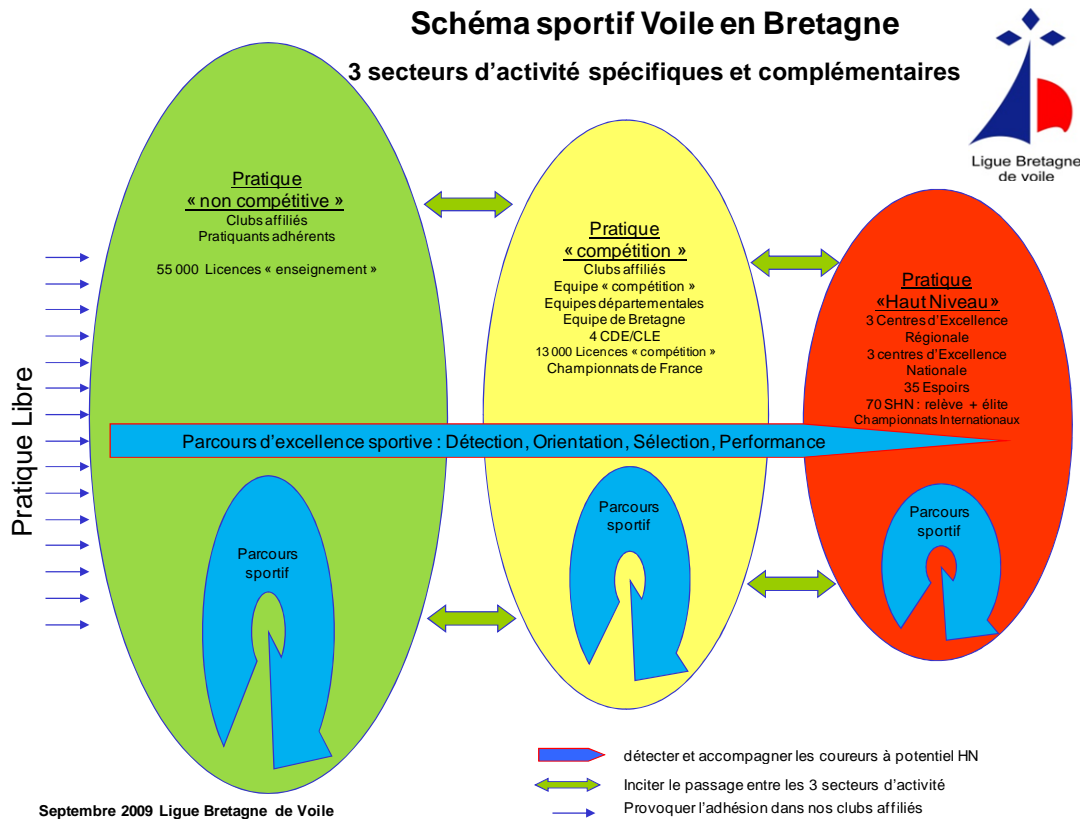 Schéma sportif Voile en Bretagne
3 secteurs d'activité spécifiques et complémentaires
Ligue Bretagne
de voile
Pratique
« non compétitive »
Clubs affiliés
Pratiquants adhérents
55 000 Licences « enseignement »
Pratique
« compétition »
Clubs affiliés
Equipe « compétition »
Equipes départementales
Equipe de Bretagne
4 CDE/CLE
13 000 Licences « compétition »
Championnats de France
Pratique
«Haut Niveau»
3 Centres d'Excellence
Régionale
3 centres d'Excellence
Nationale
35 Espoirs
70 SHN : relève + élite
Championnats Internationaux
Pratique Libre
Parcours d'excellence sportive : Détection, Orientation, Sélection, Performance
Parcours
sportif
Parcours
sportif
Parcours
sportif
détecter et accompagner les coureurs à potentiel HN
Inciter le passage entre les 3 secteurs d'activité
Provoquer l'adhésion dans nos clubs affiliés
Septembre 2009 Ligue Bretagne de Voile